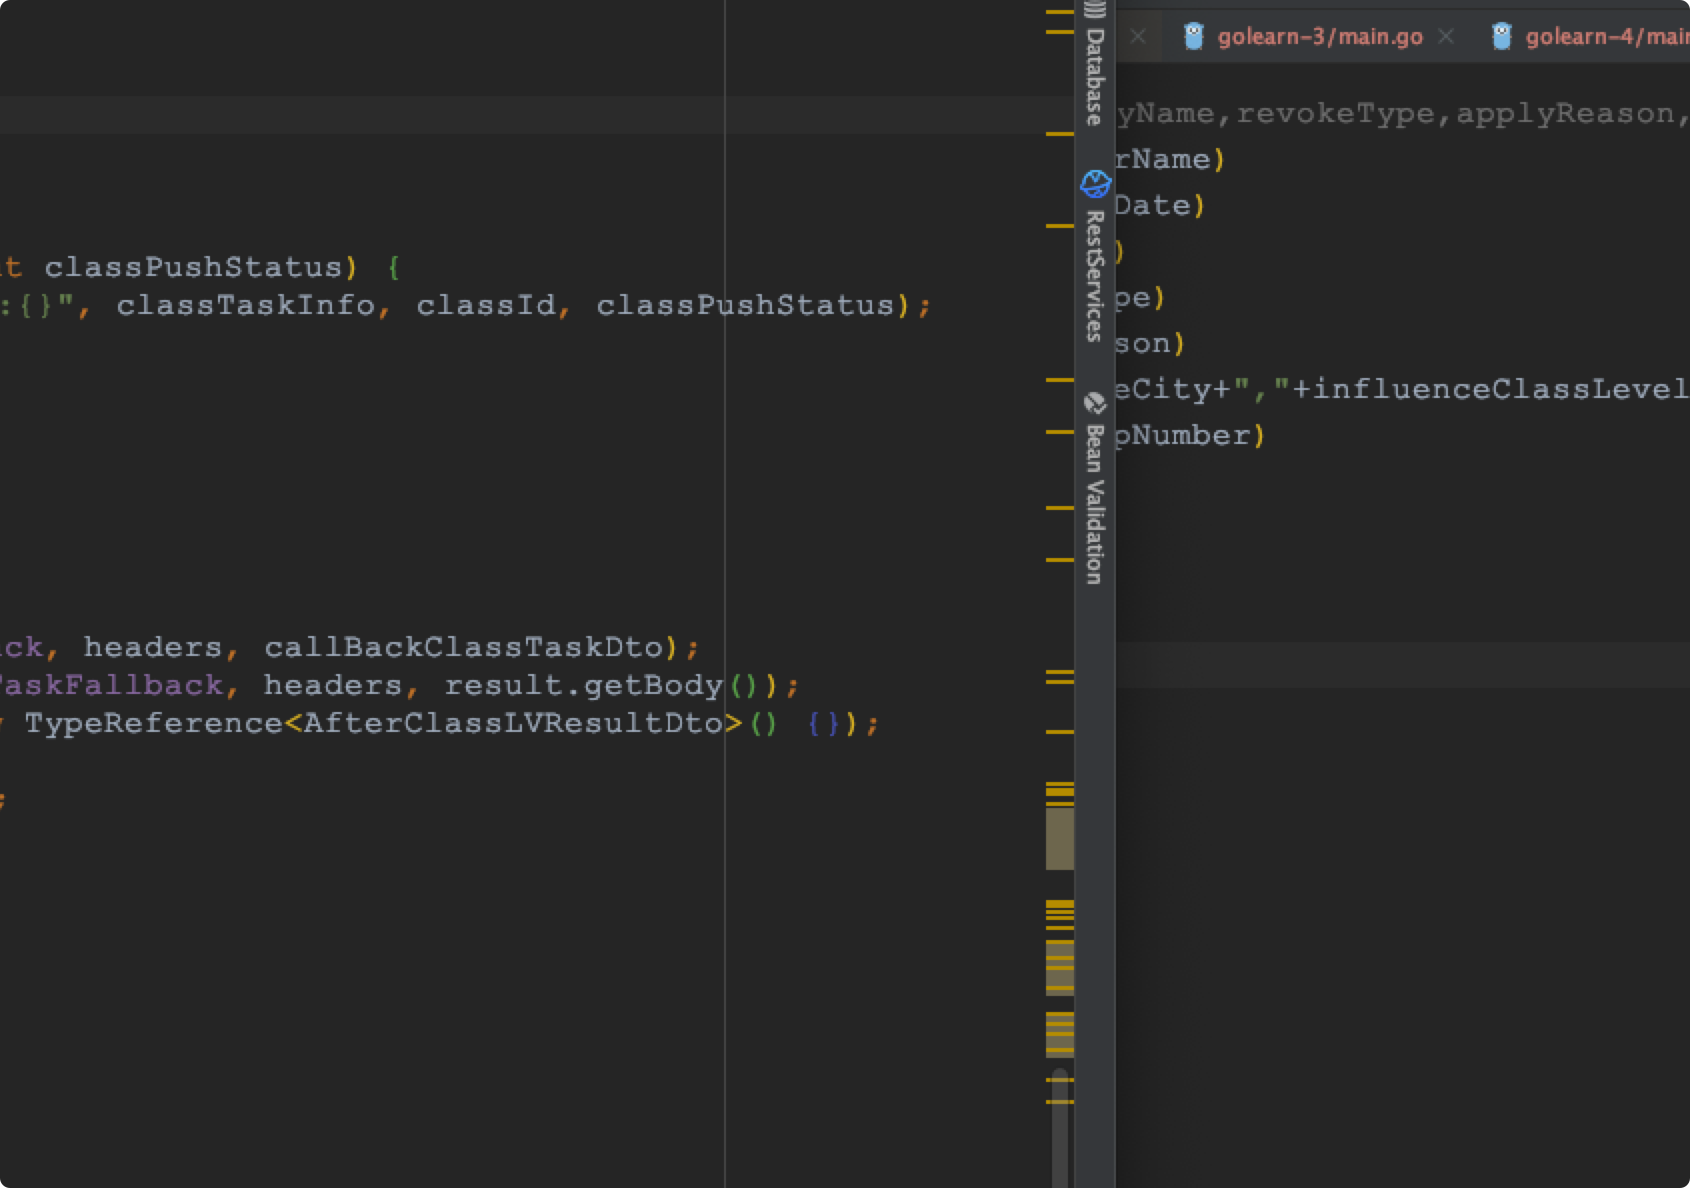 t classPushStatus) {
:{}", classTaskInfo, classId, classPushStatus);
ck, headers, callBackClassTaskDto);
TaskFallback, headers, result.getBody());
TypeReference<AfterClassLVResultDto>() {});
;
Database
RestServices
Bean Validation
golearn-3/main.go
golearn-4/mai
yName,revokeType,applyReason,
rName)
Date)
)
pe)
son)
eCity+","+influenceClassLevel
pNumber)